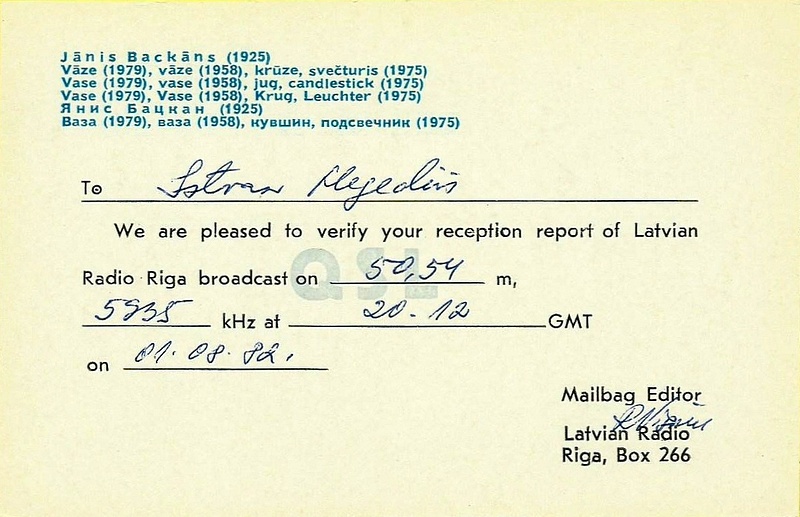 Jānis Backāns (1925)
Vāze (1979), vāze (1958), krūze, svečturis (1975)
Vase (1979), vase (1958), jug, candlestick (1975)
Vase (1979), Vase (1958), Krug, Leuchter (1975)
Янис Бацкан (1925)
Ваза (1979), ваза (1958), кувшин, подсвечник (1975)
To Istvan Hegedüs
We are pleased to verify your reception report of Latvian
Radio Riga broadcast on 50,54 m,
5935 kHz at 20-12 GMT
on 01.08.82.
QSL
Mailbag Editor
Latvian Radio
Riga, Box 266